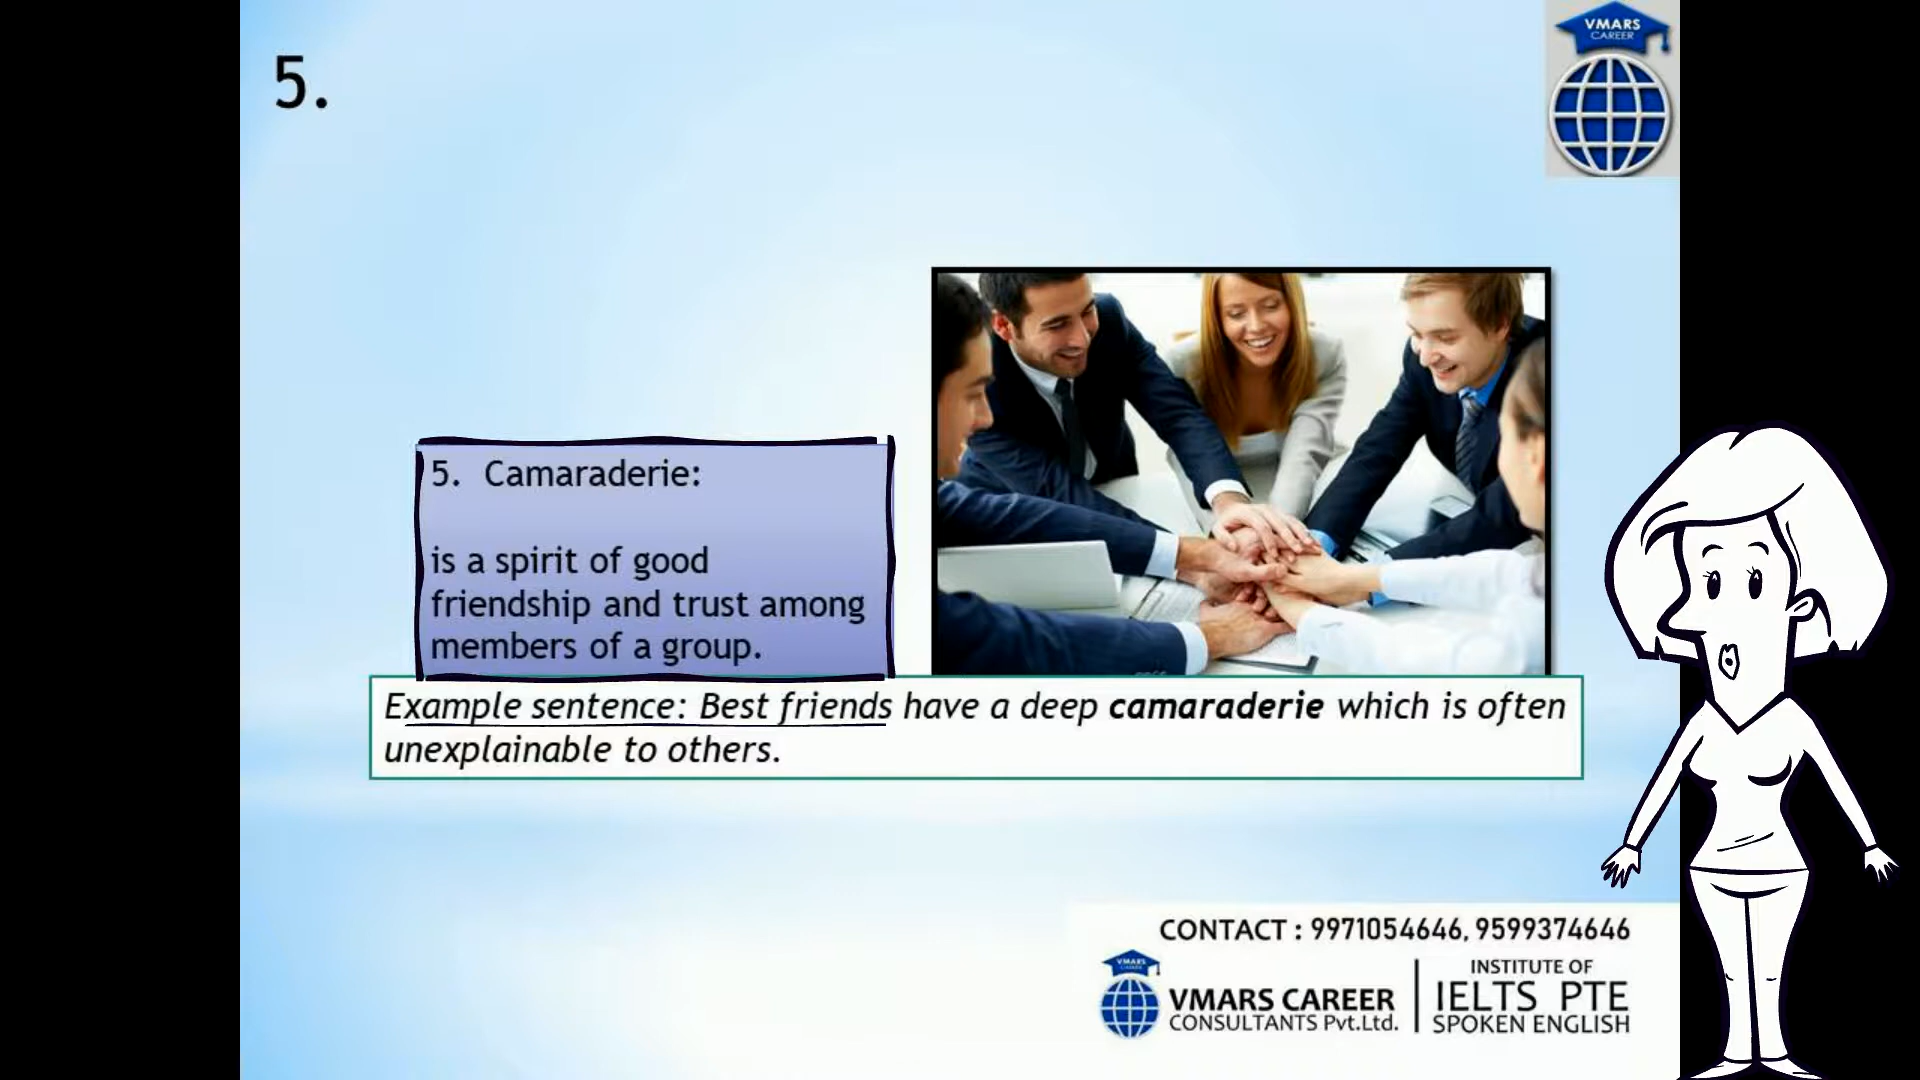 5.
VMARS
CAREER
5. Camaraderie:
is a spirit of good
friendship and trust among
members of a group.
Example sentence: Best friends have a deep camaraderie which is often
unexplainable to others.
CONTACT : 9971054646, 9599374646
VMARS
VMARS CAREER
CONSULTANTS Pvt.Ltd.
INSTITUTE OF
IELTS PTE
SPOKEN ENGLISH